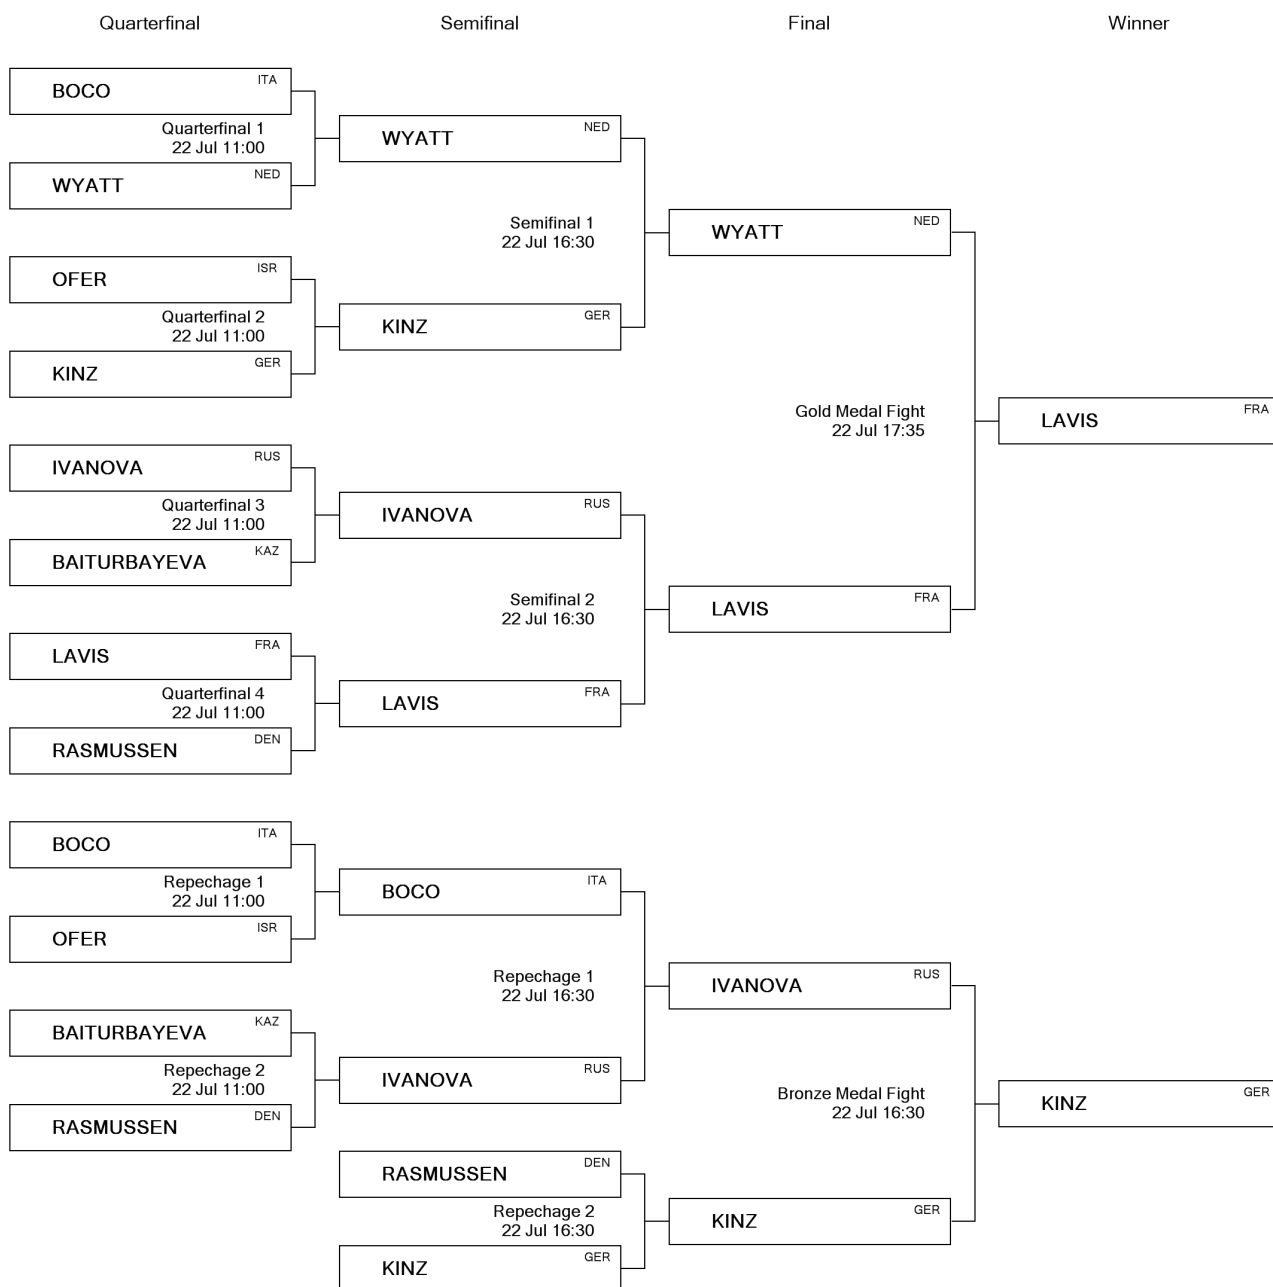 Quarterfinal Semifinal Final Winner
BOCO ITA
Quarterfinal 1
22 Jul 11:00
WYATT NED
WYATT NED
Semifinal 1
22 Jul 16:30
WYATT NED
OFER ISR
Quarterfinal 2
22 Jul 11:00
KINZ GER
KINZ GER
Gold Medal Fight
22 Jul 17:35
LAVIS FRA
IVANOVA RUS
Quarterfinal 3
22 Jul 11:00
IVANOVA RUS
BAITURBAYEVA KAZ
Semifinal 2
22 Jul 16:30
LAVIS FRA
LAVIS FRA
Quarterfinal 4
22 Jul 11:00
LAVIS FRA
RASMUSSEN DEN
BOCO ITA
Repechage 1
22 Jul 11:00
BOCO ITA
OFER ISR
Repechage 1
22 Jul 16:30
IVANOVA RUS
BAITURBAYEVA KAZ
Repechage 2
22 Jul 11:00
IVANOVA RUS
RASMUSSEN DEN
Bronze Medal Fight
22 Jul 16:30
KINZ GER
RASMUSSEN DEN
Repechage 2
22 Jul 16:30
KINZ GER
KINZ GER